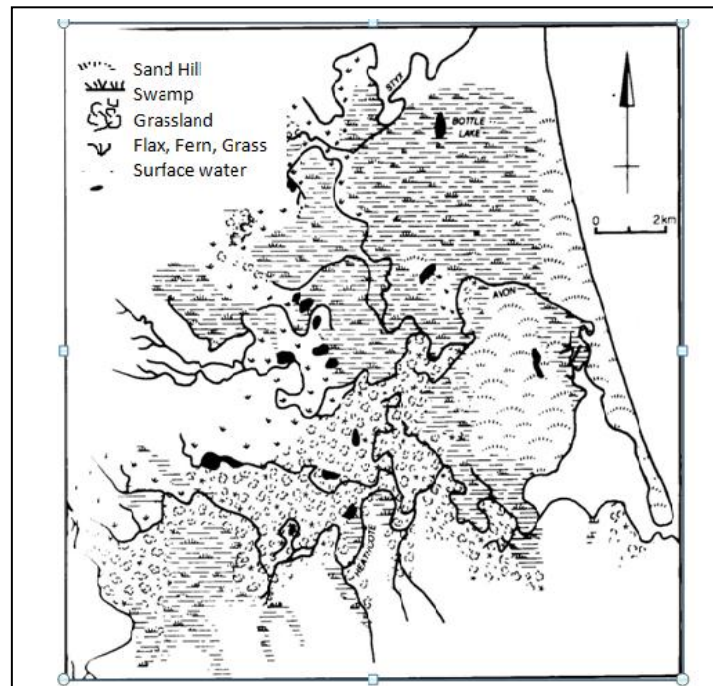 Sand Hill
Swamp
Grassland
Flax, Fern, Grass
Surface water
STYX
BOTTLE
LAKE
0 2km
AVON
HEATHCOTE